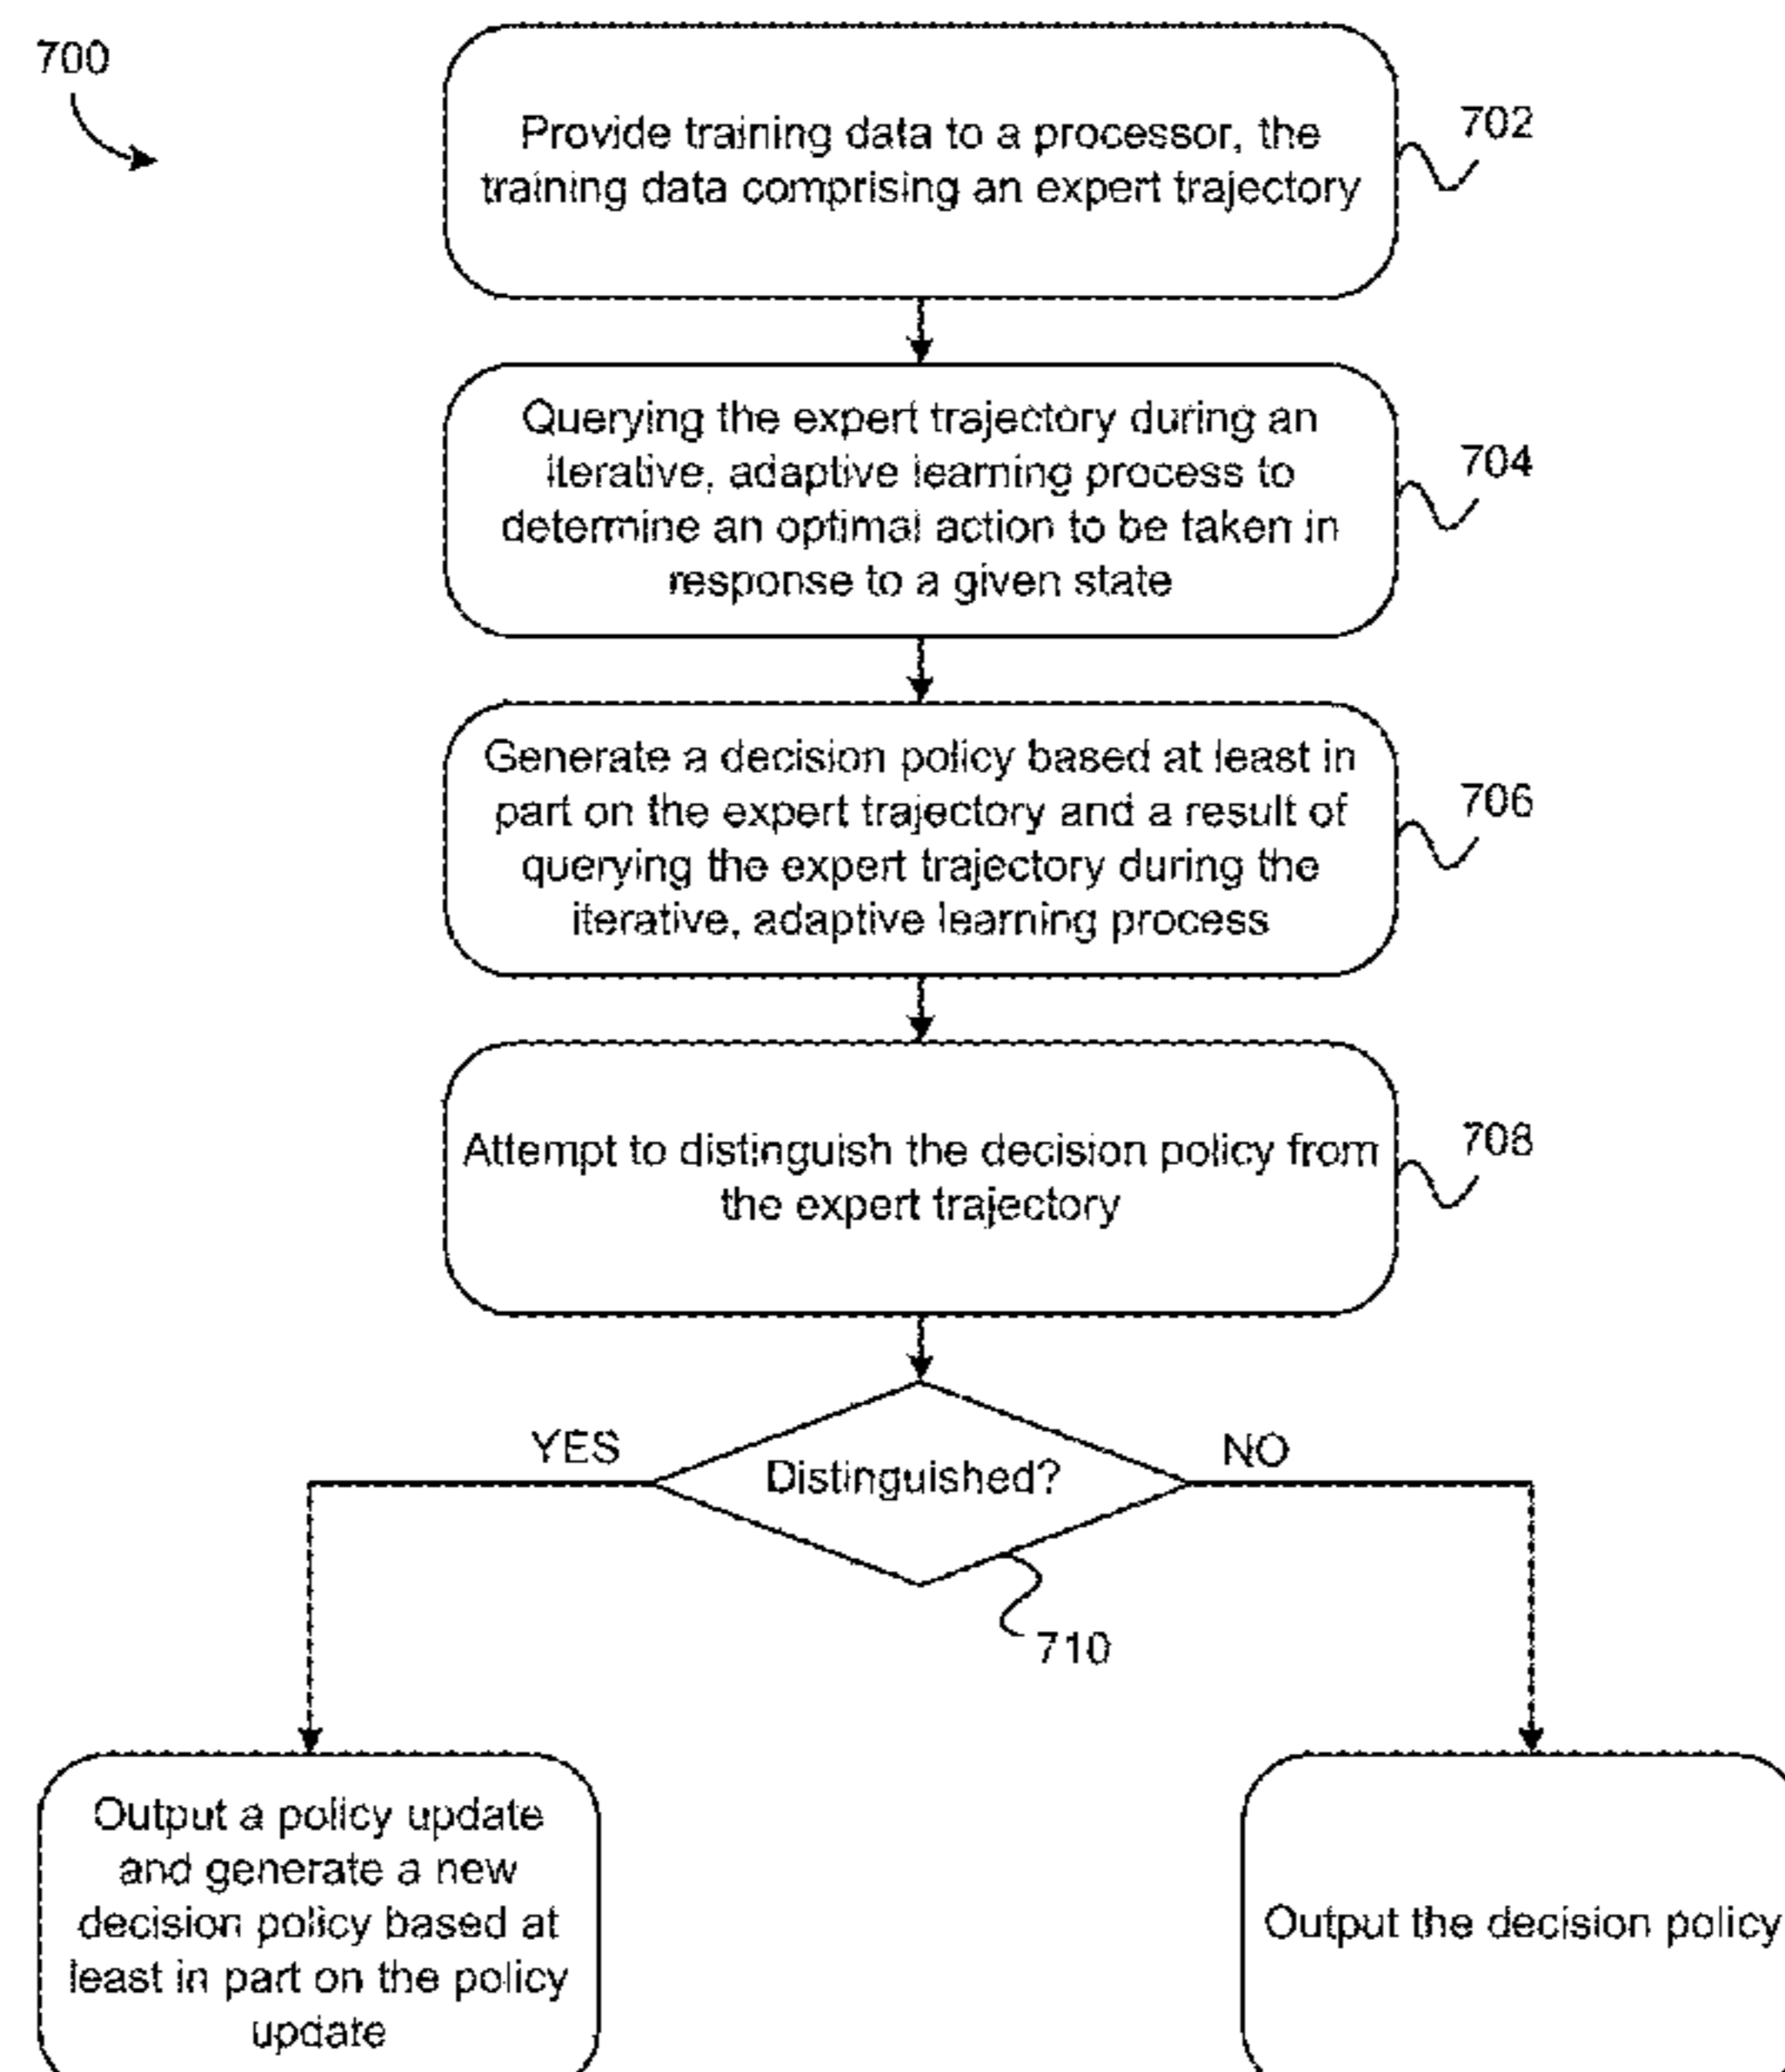 700
Provide training data to a processor, the
training data comprising an expert trajectory
702
Querying the expert trajectory during an
iterative, adaptive learning process to
determine an optimal action to be taken in
response to a given state
704
Generate a decision policy based at least in
part on the expert trajectory and a result of
querying the expert trajectory during the
iterative, adaptive learning process
706
Attempt to distinguish the decision policy from
the expert trajectory
708
YES
Distinguished?
NO
710
Output a policy update
and generate a new
decision policy based at
least in part on the policy
update
Output the decision policy